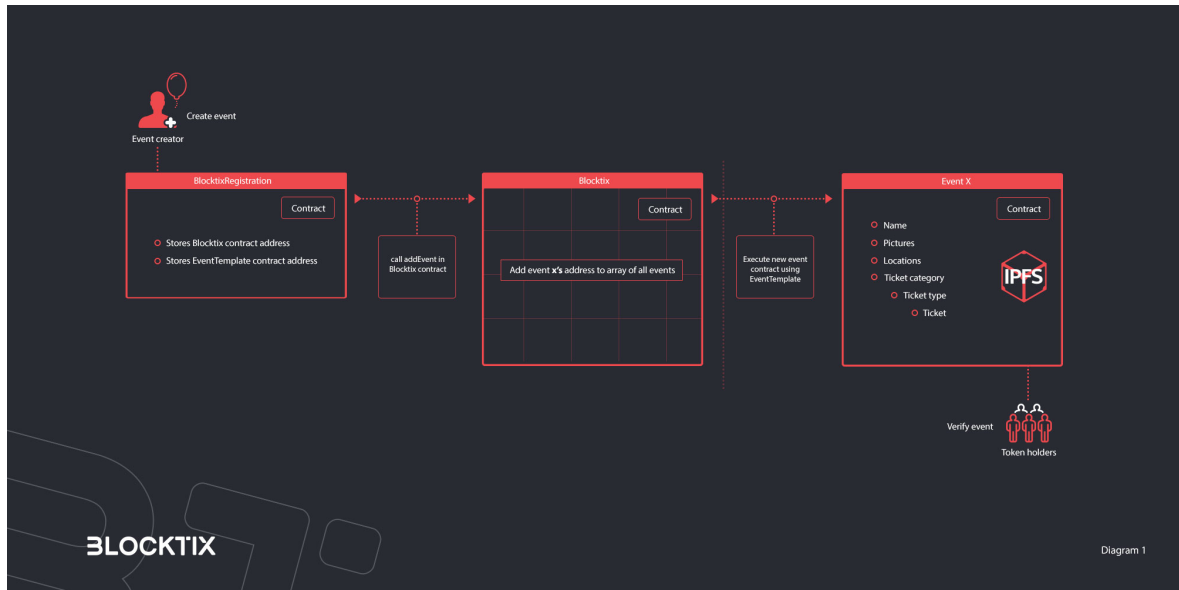 Create event
Event creator
BlocktixRegistration
Contract
Stores Blocktix contract address
Stores EventTemplate contract address
call addEvent in
Blocktix contract
Blocktix
Contract
Add event x's address to array of all events
Execute new event
contract using
EventTemplate
Event X
Contract
Name
Pictures
Locations
Ticket category
Ticket type
Ticket
IPFS
Verify event
Token holders
BLOCKTIX
Diagram 1